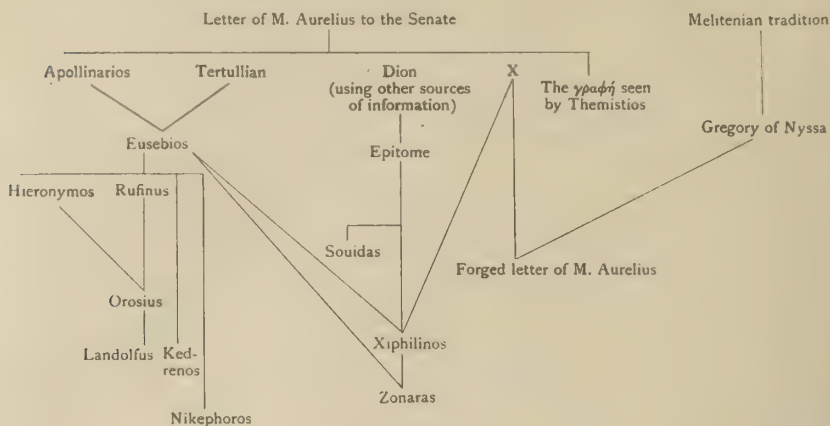 Letter of M. Aurelius to the Senate
Melitenian tradition
Apollinarios
Tertullian
Dion
(using other sources
of information)
X
The γραφή seen
by Themistios
Gregory of Nyssa
Eusebios
Epitome
Hieronymos
Rufinus
Souidas
Forged letter of M. Aurelius
Orosius
Xiphilinos
Landolfus
Ked-
renos
Zonaras
Nikephoros